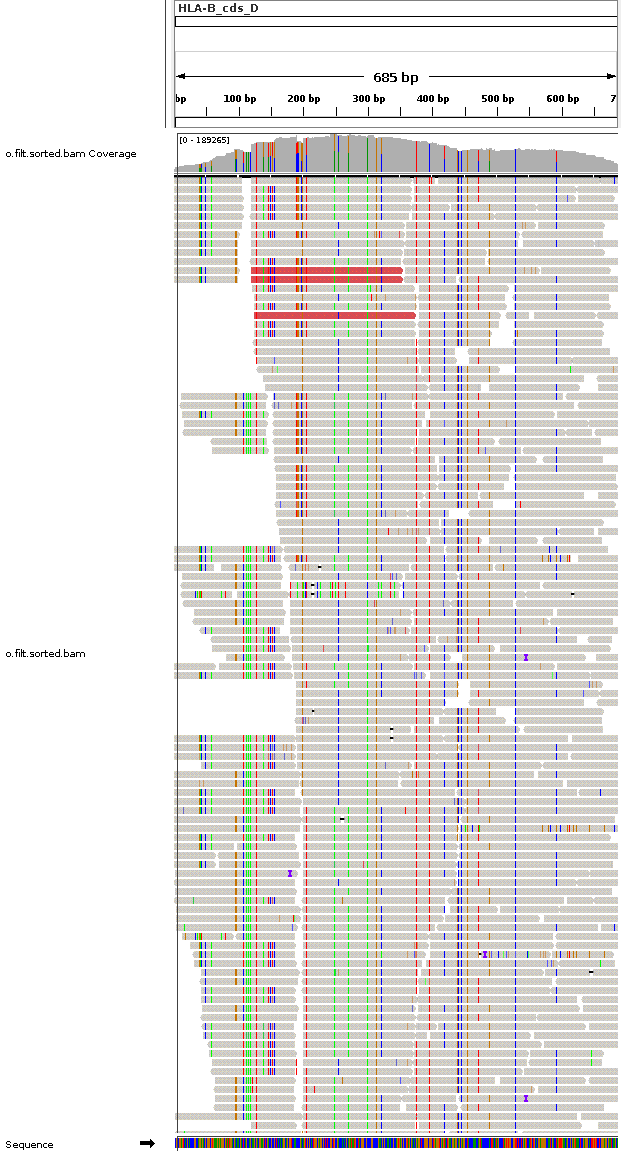 HLA-B_cds_D
685 bp
bp 100 bp 200 bp 300 bp 400 bp 500 bp 600 bp 7
[0 - 189265]
o.filt.sorted.bam Coverage
o.filt.sorted.bam
Sequence